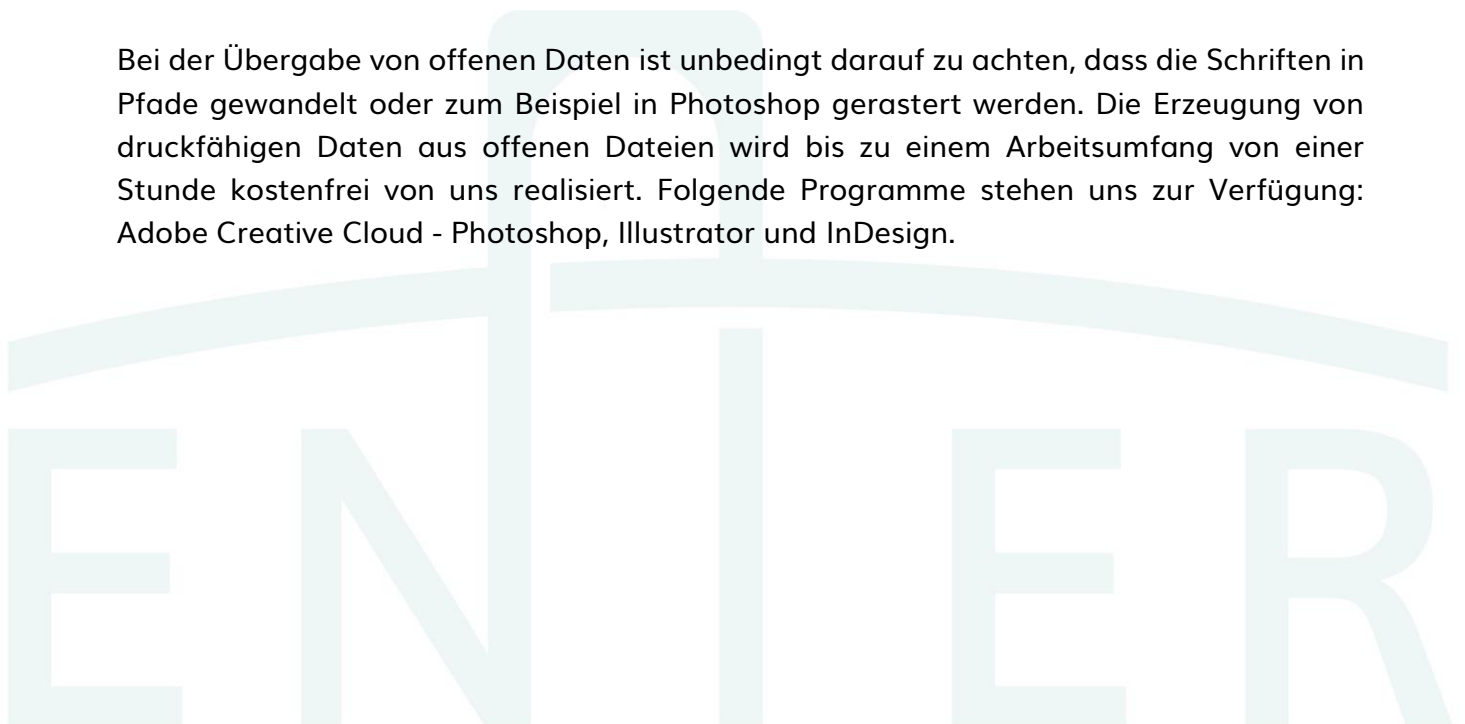 Bei der Übergabe von offenen Daten ist unbedingt darauf zu achten, dass die Schriften in
Pfade gewandelt oder zum Beispiel in Photoshop gerastert werden. Die Erzeugung von
druckfähigen Daten aus offenen Dateien wird bis zu einem Arbeitsumfang von einer
Stunde kostenfrei von uns realisiert. Folgende Programme stehen uns zur Verfügung:
Adobe Creative Cloud - Photoshop, Illustrator und InDesign.
EN ER